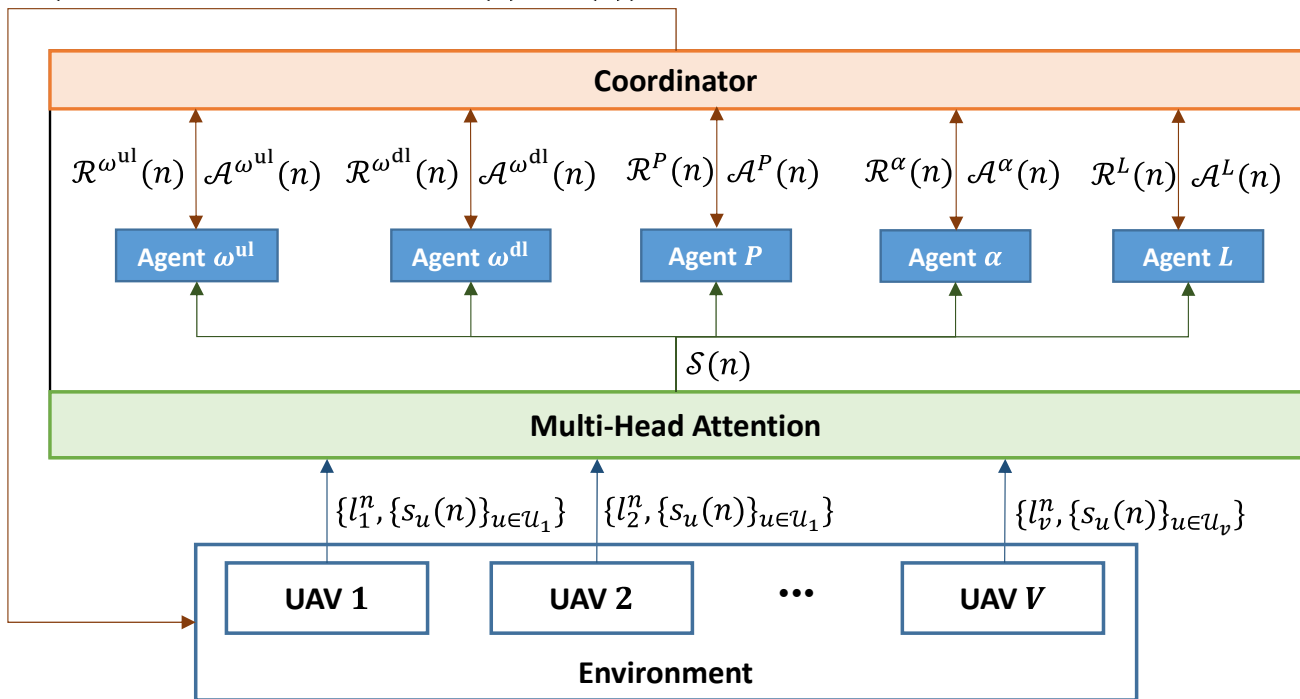 Coordinator
ℛ^{ω^{ul}}(n) 𝒜^{ω^{ul}}(n) ℛ^{ω^{dl}}(n) 𝒜^{ω^{dl}}(n) ℛ^P(n) 𝒜^P(n) ℛ^α(n) 𝒜^α(n) ℛ^L(n) 𝒜^L(n)
Agent ω^{ul} Agent ω^{dl} Agent P Agent α Agent L
𝒮(n)
Multi-Head Attention
{l_1^n, {s_u(n)}_{u∈𝒰_1}} {l_2^n, {s_u(n)}_{u∈𝒰_1}} {l_v^n, {s_u(n)}_{u∈𝒰_v}}
UAV 1 UAV 2 ••• UAV V
Environment